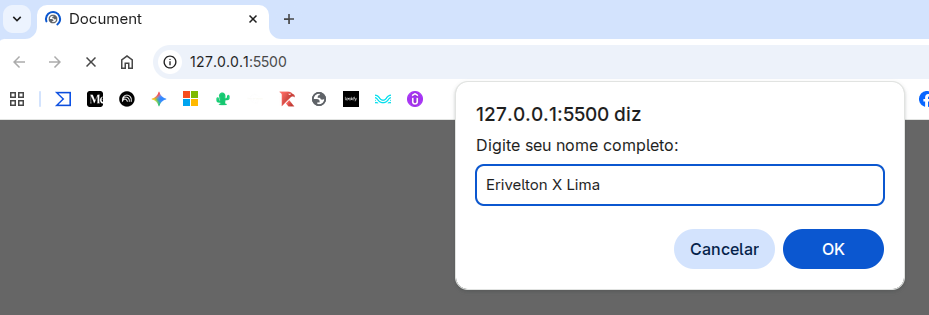 Document
127.0.0.1:5500
127.0.0.1:5500 diz
Digite seu nome completo:
Erivelton X Lima
Cancelar
OK